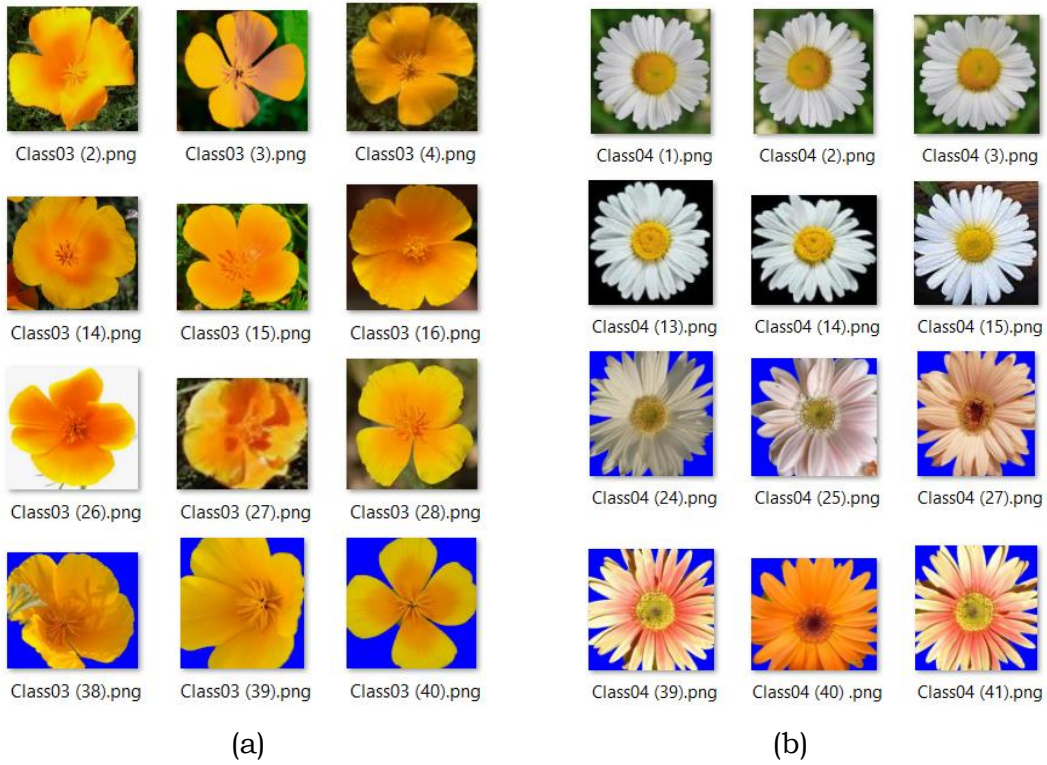 Class03 (2).png
Class03 (3).png
Class03 (4).png
Class03 (14).png
Class03 (15).png
Class03 (16).png
Class03 (26).png
Class03 (27).png
Class03 (28).png
Class03 (38).png
Class03 (39).png
Class03 (40).png
(a)
Class04 (1).png
Class04 (2).png
Class04 (3).png
Class04 (13).png
Class04 (14).png
Class04 (15).png
Class04 (24).png
Class04 (25).png
Class04 (27).png
Class04 (39).png
Class04 (40) .png
Class04 (41).png
(b)